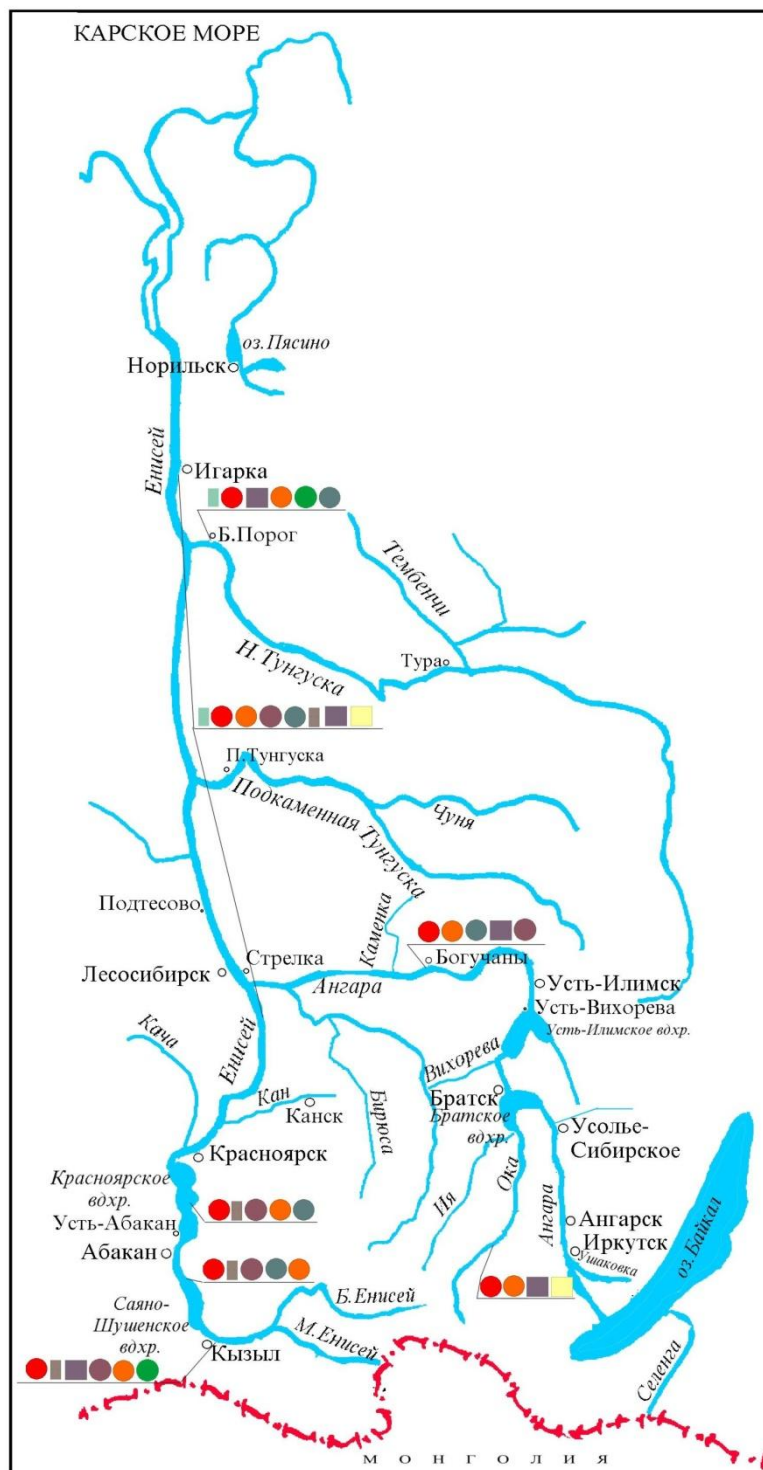 КАРСКОЕ МОРЕ
оз.Пясино
Норильск
Енисей
Игарка
Б.Порог
Тембенчи
Тура
Н.Тунгуска
П.Тунгуска
Подкаменная Тунгуска
Чуня
Подтесово
Каменка
Богучаны
Стрелка
Лесосибирск
Ангара
Усть-Илимск
Усть-Вихорева
Усть-Илимское вдхр.
Кача
Енисей
Вихорева
Кан
Канск
Бирюса
Братск
Братское
вдхр.
Усолье-
Сибирское
Красноярск
Красноярское
вдхр.
Ия
Ока
Ангара
Усть-Абакан
Абакан
Ангарск
Иркутск
Ушаковка
оз.Байкал
Саяно-
Шушенское
вдхр.
Б.Енисей
М.Енисей
Кызыл
Селенга
МОНГОЛИЯ